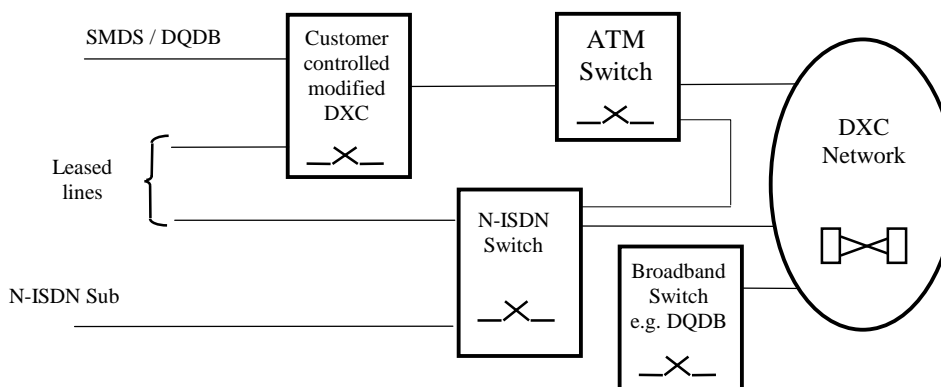 SMDS / DQDB
Customer
controlled
modified
DXC
ATM
Switch
DXC
Network
Leased
lines
N-ISDN
Switch
Broadband
Switch
e.g. DQDB
N-ISDN Sub